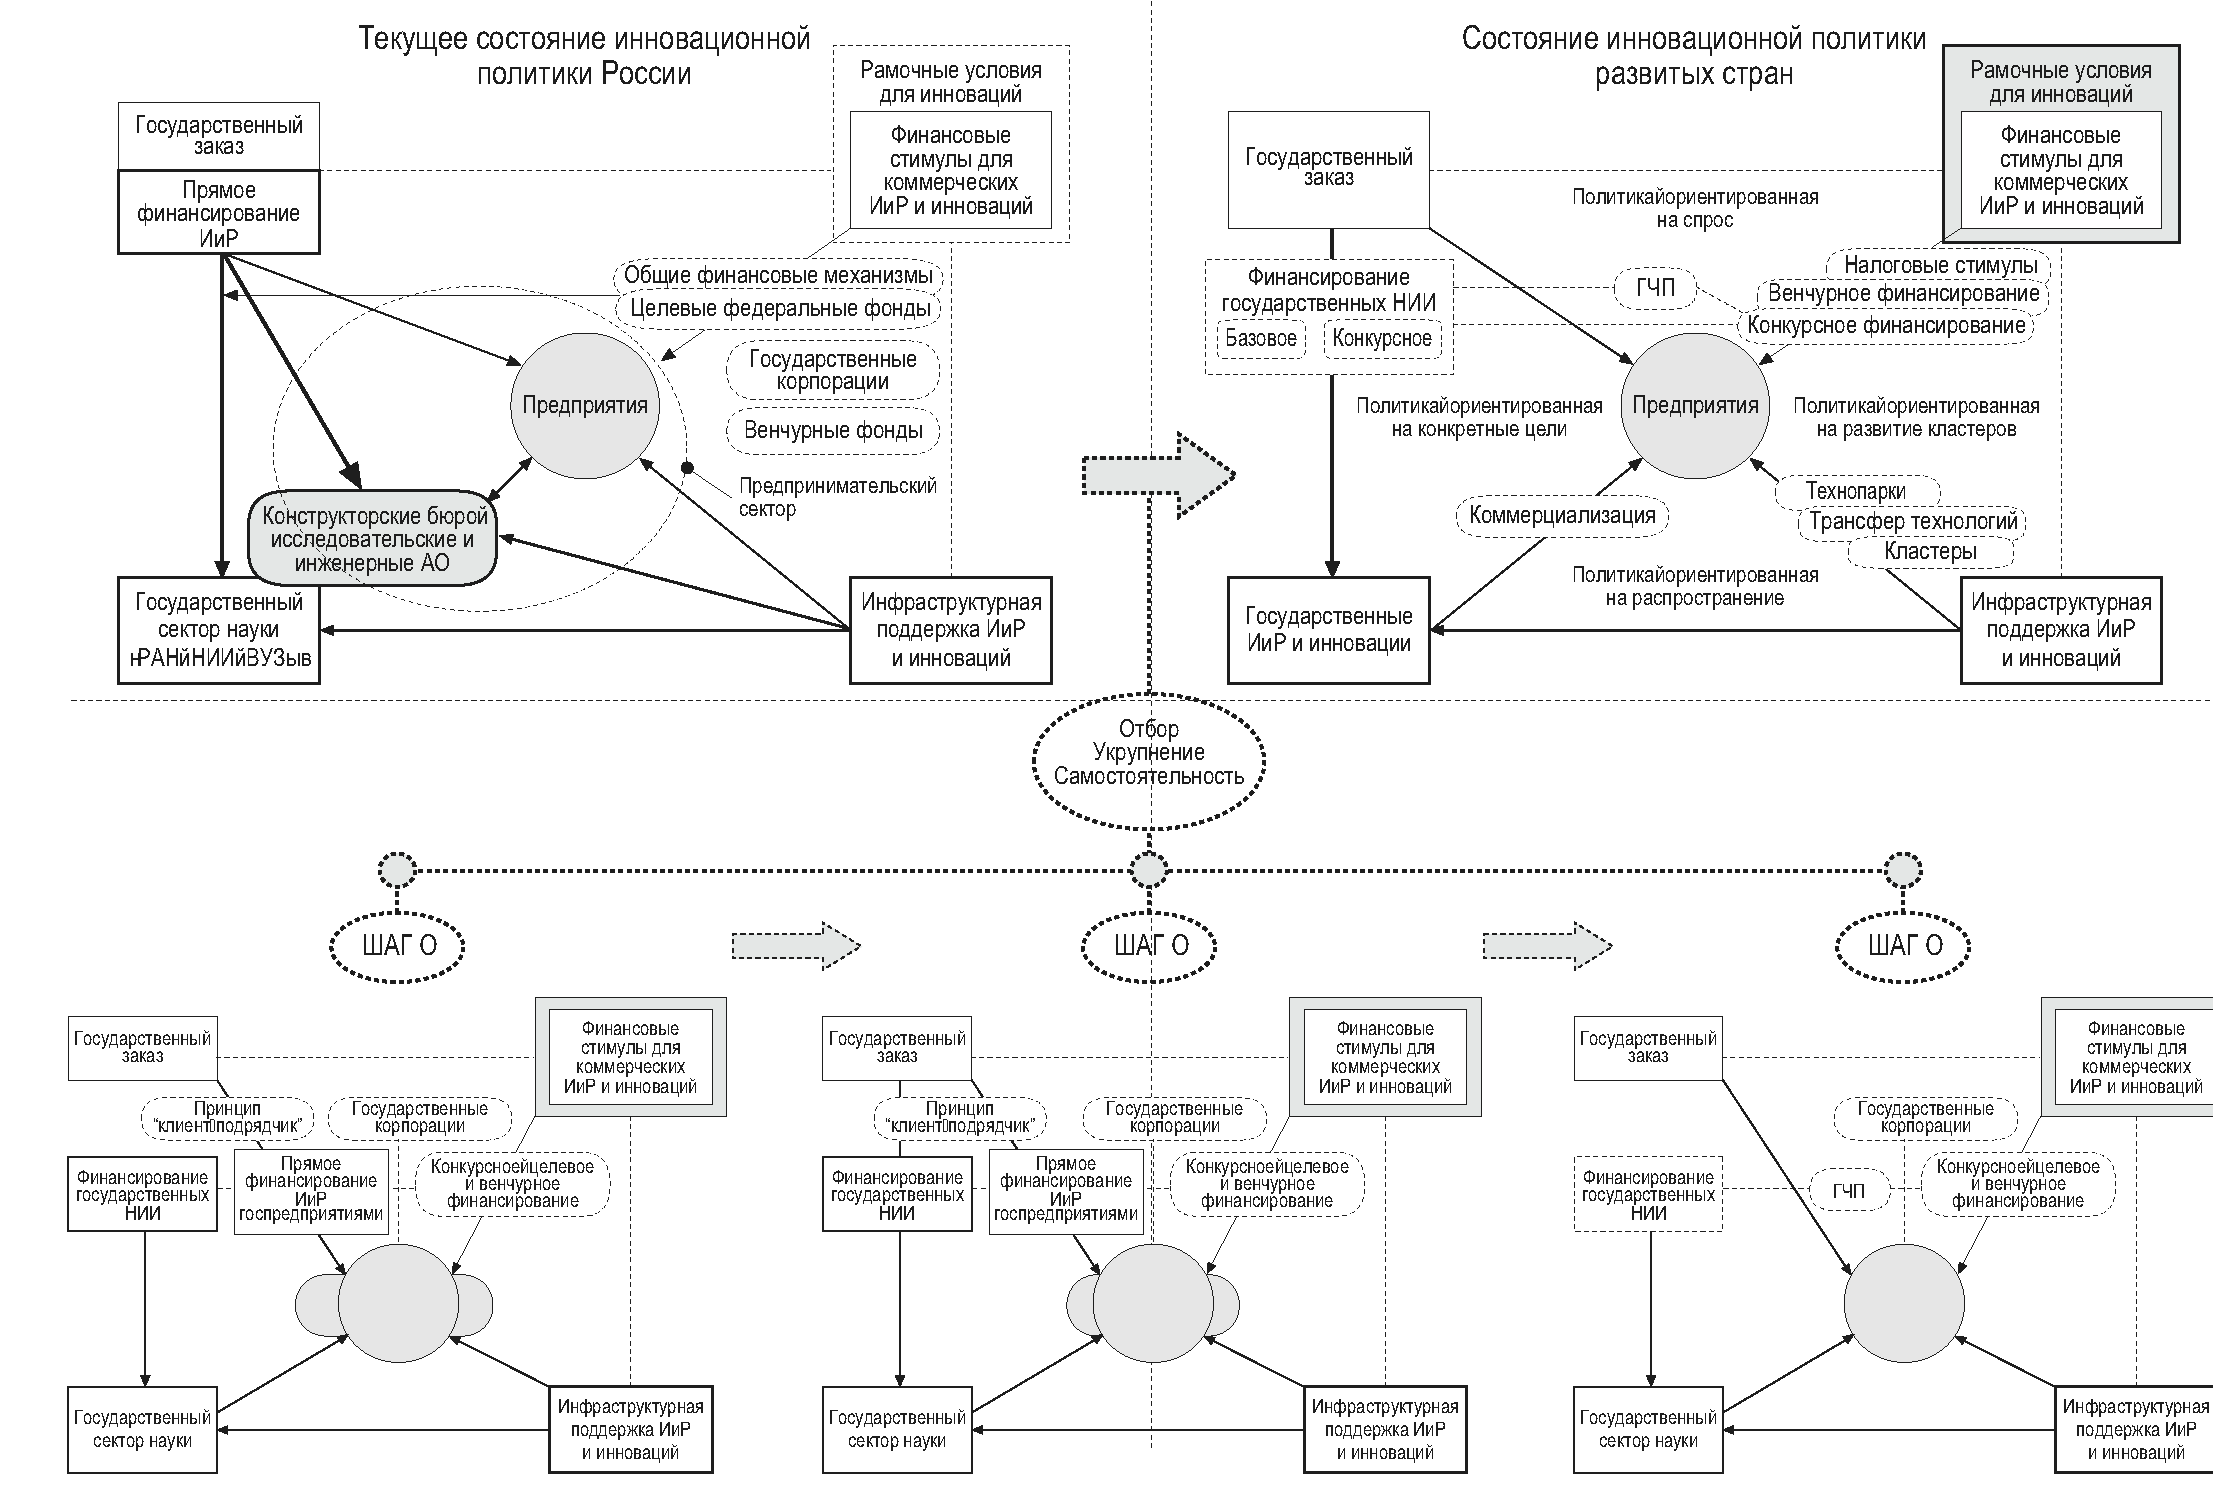 Текущее состояние инновационной
политики России
Рамочные условия
для инноваций
Финансовые
стимулы для
коммерческих
ИиР и инноваций
Государственный
заказ
Прямое
финансирование
ИиР
Общие финансовые механизмы
Целевые федеральные фонды
Государственные
корпорации
Венчурные фонды
Предприятия
Предпринимательский
сектор
Конструкторские бюрой
исследовательские и
инженерные АО
Государственный
сектор науки
нРАНйНИИйВУЗыв
Инфраструктурная
поддержка ИиР
и инноваций
Состояние инновационной политики
развитых стран
Рамочные условия
для инноваций
Финансовые
стимулы для
коммерческих
ИиР и инноваций
Государственный
заказ
Политикайориентированная
на спрос
Финансирование
государственных НИИ
Базовое
Конкурсное
ГЧП
Налоговые стимулы
Венчурное финансирование
Конкурсное финансирование
Политикайориентированная
на конкретные цели
Предприятия
Политикайориентированная
на развитие кластеров
Коммерциализация
Технопарки
Трансфер технологий
Кластеры
Политикайориентированная
на распространение
Государственные
ИиР и инновации
Инфраструктурная
поддержка ИиР
и инноваций
Отбор
Укрупнение
Самостоятельность
ШАГ О
ШАГ О
ШАГ О
Государственный
заказ
Финансовые
стимулы для
коммерческих
ИиР и инноваций
Принцип
“клиент▯подрядчик”
Государственные
корпорации
Финансирование
государственных
НИИ
Прямое
финансирование
ИиР
госпредприятиями
Конкурснойцелевое
и венчурное
финансирование
Государственный
сектор науки
Инфраструктурная
поддержка ИиР
и инноваций
Государственный
заказ
Финансовые
стимулы для
коммерческих
ИиР и инноваций
Принцип
“клиент▯подрядчик”
Государственные
корпорации
Финансирование
государственных
НИИ
Прямое
финансирование
ИиР
госпредприятиями
Конкурснойцелевое
и венчурное
финансирование
Государственный
сектор науки
Инфраструктурная
поддержка ИиР
и инноваций
Государственный
заказ
Финансовые
стимулы для
коммерческих
ИиР и инноваций
Государственные
корпорации
Финансирование
государственных
НИИ
ГЧП
Конкурснойцелевое
и венчурное
финансирование
Государственный
сектор науки
Инфраструктурная
поддержка ИиР
и инноваций